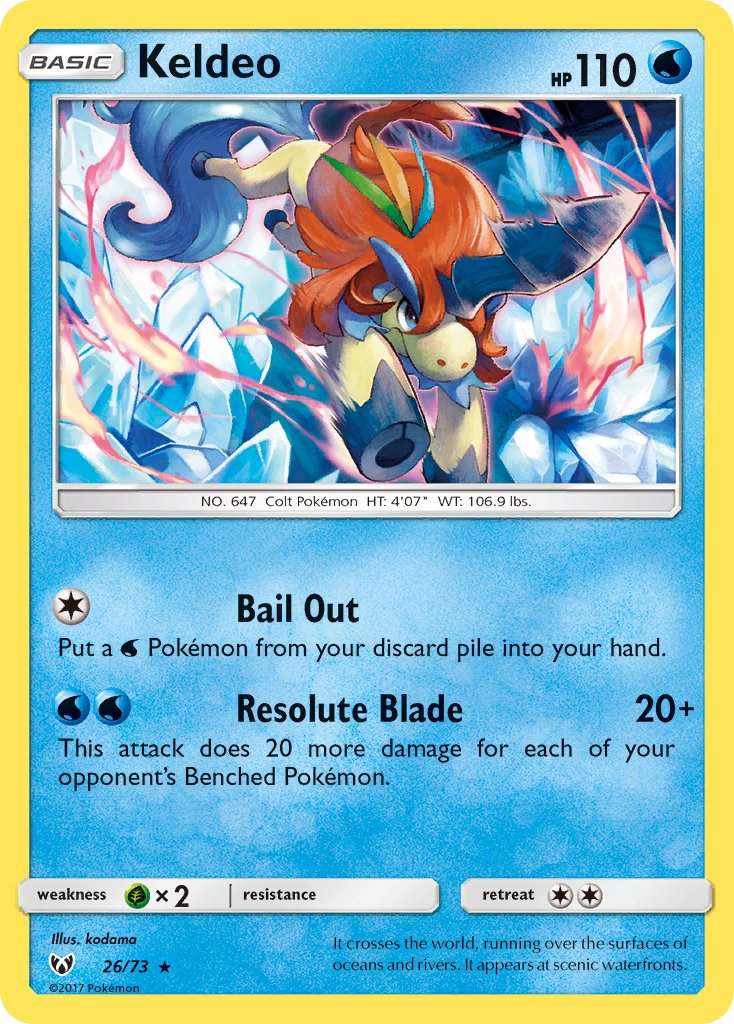 BASIC Keldeo HP 110
NO. 647 Colt Pokémon HT: 4'07" WT: 106.9 lbs.
Bail Out
Put a Pokémon from your discard pile into your hand.
Resolute Blade 20+
This attack does 20 more damage for each of your
opponent's Benched Pokémon.
weakness × 2 resistance retreat
Illus. kodama
26/73 ★
©2017 Pokémon
It crosses the world, running over the surfaces of
oceans and rivers. It appears at scenic waterfronts.